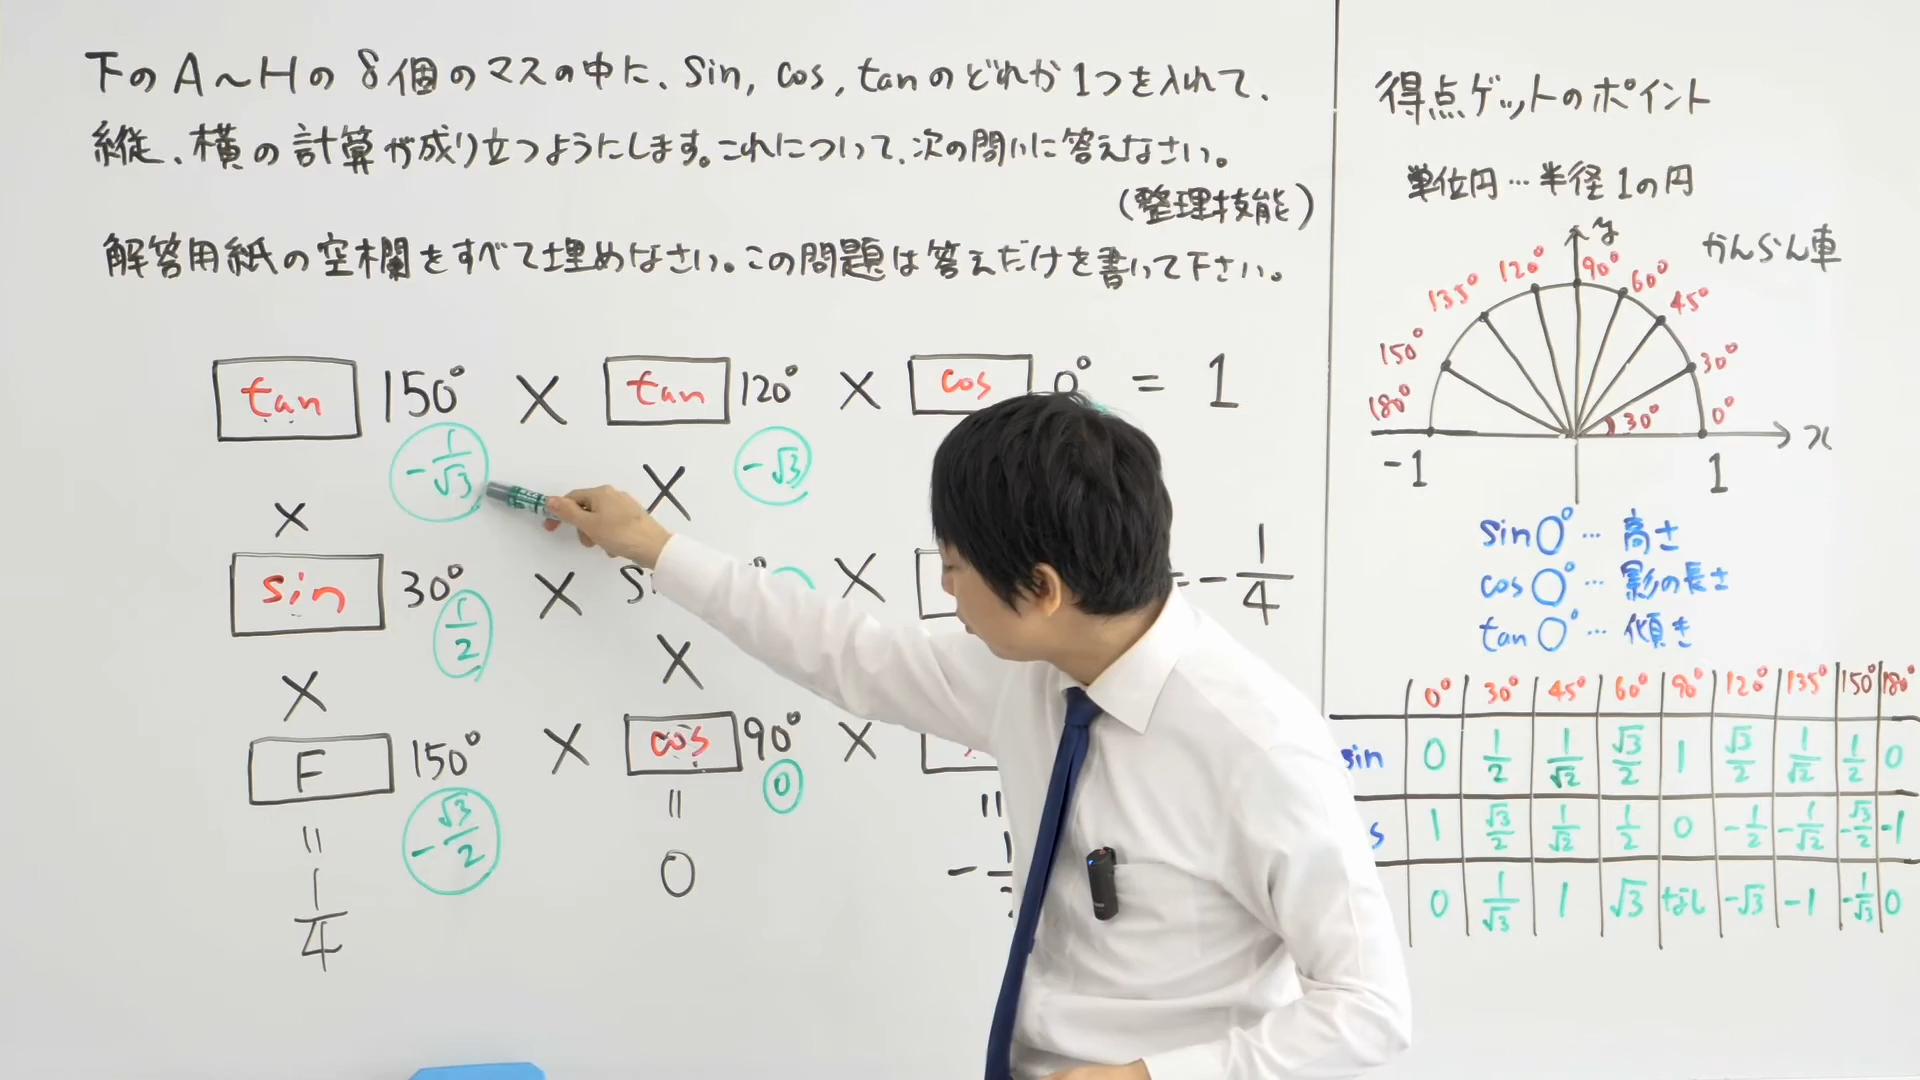 下のA〜Hの8個のマスの中に、sin, cos, tanのどれか1つを入れて、
縦、横の計算が成り立つようにします。これについて、次の問いに答えなさい。
(整理技能)
解答用紙の空欄をすべて埋めなさい。この問題は答えだけを書いて下さい。
tan 150° × tan 120° × cos 0° = 1
-1/√3 -√3
× ×
sin 30° × × = -1/4
1/2
× ×
F 150° × cos 90° ×
-√3/2 0
= = =
1/4 0
得点ゲットのポイント
単位円…半径1の円
y
かんらん車
180° 150° 135° 120° 90° 60° 45° 30° 0°
30°
x
-1 1
sin○°…高さ
cos○°…影の長さ
tan○°…傾き
0° 30° 45° 60° 90° 120° 135° 150° 180°
sin 0 1/2 1/√2 √3/2 1 √3/2 1/√2 1/2 0
1 √3/2 1/√2 1/2 0 -1/2 -1/√2 -√3/2 -1
0 1/√3 1 √3 なし -√3 -1 -1/√3 0